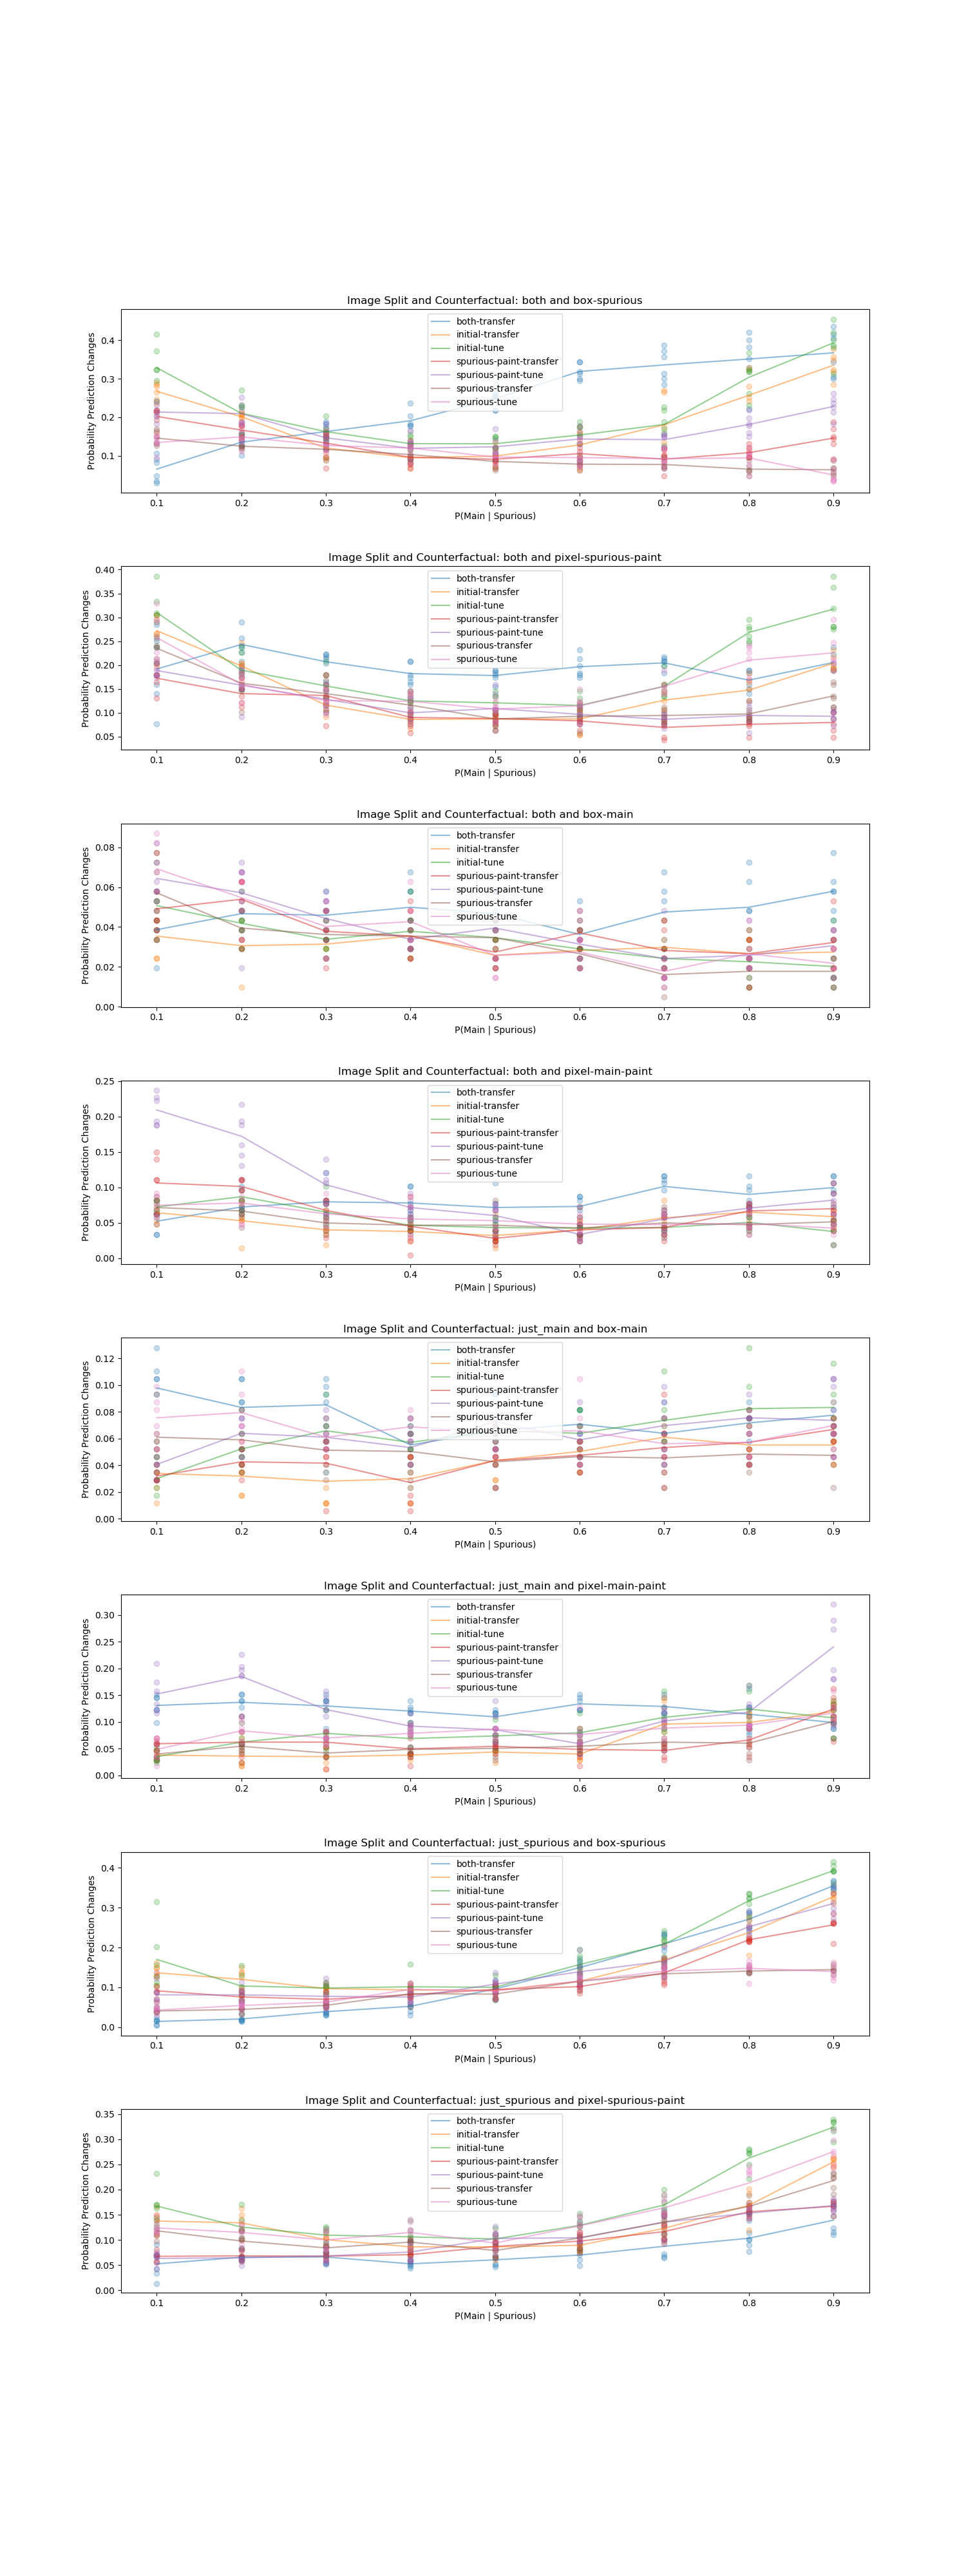 Image Split and Counterfactual: both and box-spurious
Probability Prediction Changes
0.4
0.3
0.2
0.1
both-transfer
initial-transfer
initial-tune
spurious-paint-transfer
spurious-paint-tune
spurious-transfer
spurious-tune
0.1 0.2 0.3 0.4 0.5 0.6 0.7 0.8 0.9
P(Main | Spurious)
Image Split and Counterfactual: both and pixel-spurious-paint
Probability Prediction Changes
0.40
0.35
0.30
0.25
0.20
0.15
0.10
0.05
both-transfer
initial-transfer
initial-tune
spurious-paint-transfer
spurious-paint-tune
spurious-transfer
spurious-tune
0.1 0.2 0.3 0.4 0.5 0.6 0.7 0.8 0.9
P(Main | Spurious)
Image Split and Counterfactual: both and box-main
Probability Prediction Changes
0.08
0.06
0.04
0.02
0.00
both-transfer
initial-transfer
initial-tune
spurious-paint-transfer
spurious-paint-tune
spurious-transfer
spurious-tune
0.1 0.2 0.3 0.4 0.5 0.6 0.7 0.8 0.9
P(Main | Spurious)
Image Split and Counterfactual: both and pixel-main-paint
Probability Prediction Changes
0.25
0.20
0.15
0.10
0.05
0.00
both-transfer
initial-transfer
initial-tune
spurious-paint-transfer
spurious-paint-tune
spurious-transfer
spurious-tune
0.1 0.2 0.3 0.4 0.5 0.6 0.7 0.8 0.9
P(Main | Spurious)
Image Split and Counterfactual: just_main and box-main
Probability Prediction Changes
0.12
0.10
0.08
0.06
0.04
0.02
0.00
both-transfer
initial-transfer
initial-tune
spurious-paint-transfer
spurious-paint-tune
spurious-transfer
spurious-tune
0.1 0.2 0.3 0.4 0.5 0.6 0.7 0.8 0.9
P(Main | Spurious)
Image Split and Counterfactual: just_main and pixel-main-paint
Probability Prediction Changes
0.30
0.25
0.20
0.15
0.10
0.05
0.00
both-transfer
initial-transfer
initial-tune
spurious-paint-transfer
spurious-paint-tune
spurious-transfer
spurious-tune
0.1 0.2 0.3 0.4 0.5 0.6 0.7 0.8 0.9
P(Main | Spurious)
Image Split and Counterfactual: just_spurious and box-spurious
Probability Prediction Changes
0.4
0.3
0.2
0.1
0.0
both-transfer
initial-transfer
initial-tune
spurious-paint-transfer
spurious-paint-tune
spurious-transfer
spurious-tune
0.1 0.2 0.3 0.4 0.5 0.6 0.7 0.8 0.9
P(Main | Spurious)
Image Split and Counterfactual: just_spurious and pixel-spurious-paint
Probability Prediction Changes
0.35
0.30
0.25
0.20
0.15
0.10
0.05
0.00
both-transfer
initial-transfer
initial-tune
spurious-paint-transfer
spurious-paint-tune
spurious-transfer
spurious-tune
0.1 0.2 0.3 0.4 0.5 0.6 0.7 0.8 0.9
P(Main | Spurious)